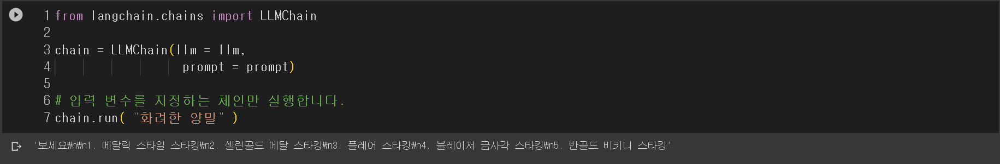 1 from langchain.chains import LLMChain
2
3 chain = LLMChain(llm = llm,
4                   prompt = prompt)
5
6 # 입력 변수를 지정하는 체인만 실행합니다.
7 chain.run( "화려한 양말" )
'보세요₩n₩n1. 메탈릭 스타일 스타킹₩n2. 셀린골드 메탈 스타킹₩n3. 플레어 스타킹₩n4. 블레이저 금사각 스타킹₩n5. 반골드 비키니 스타킹'